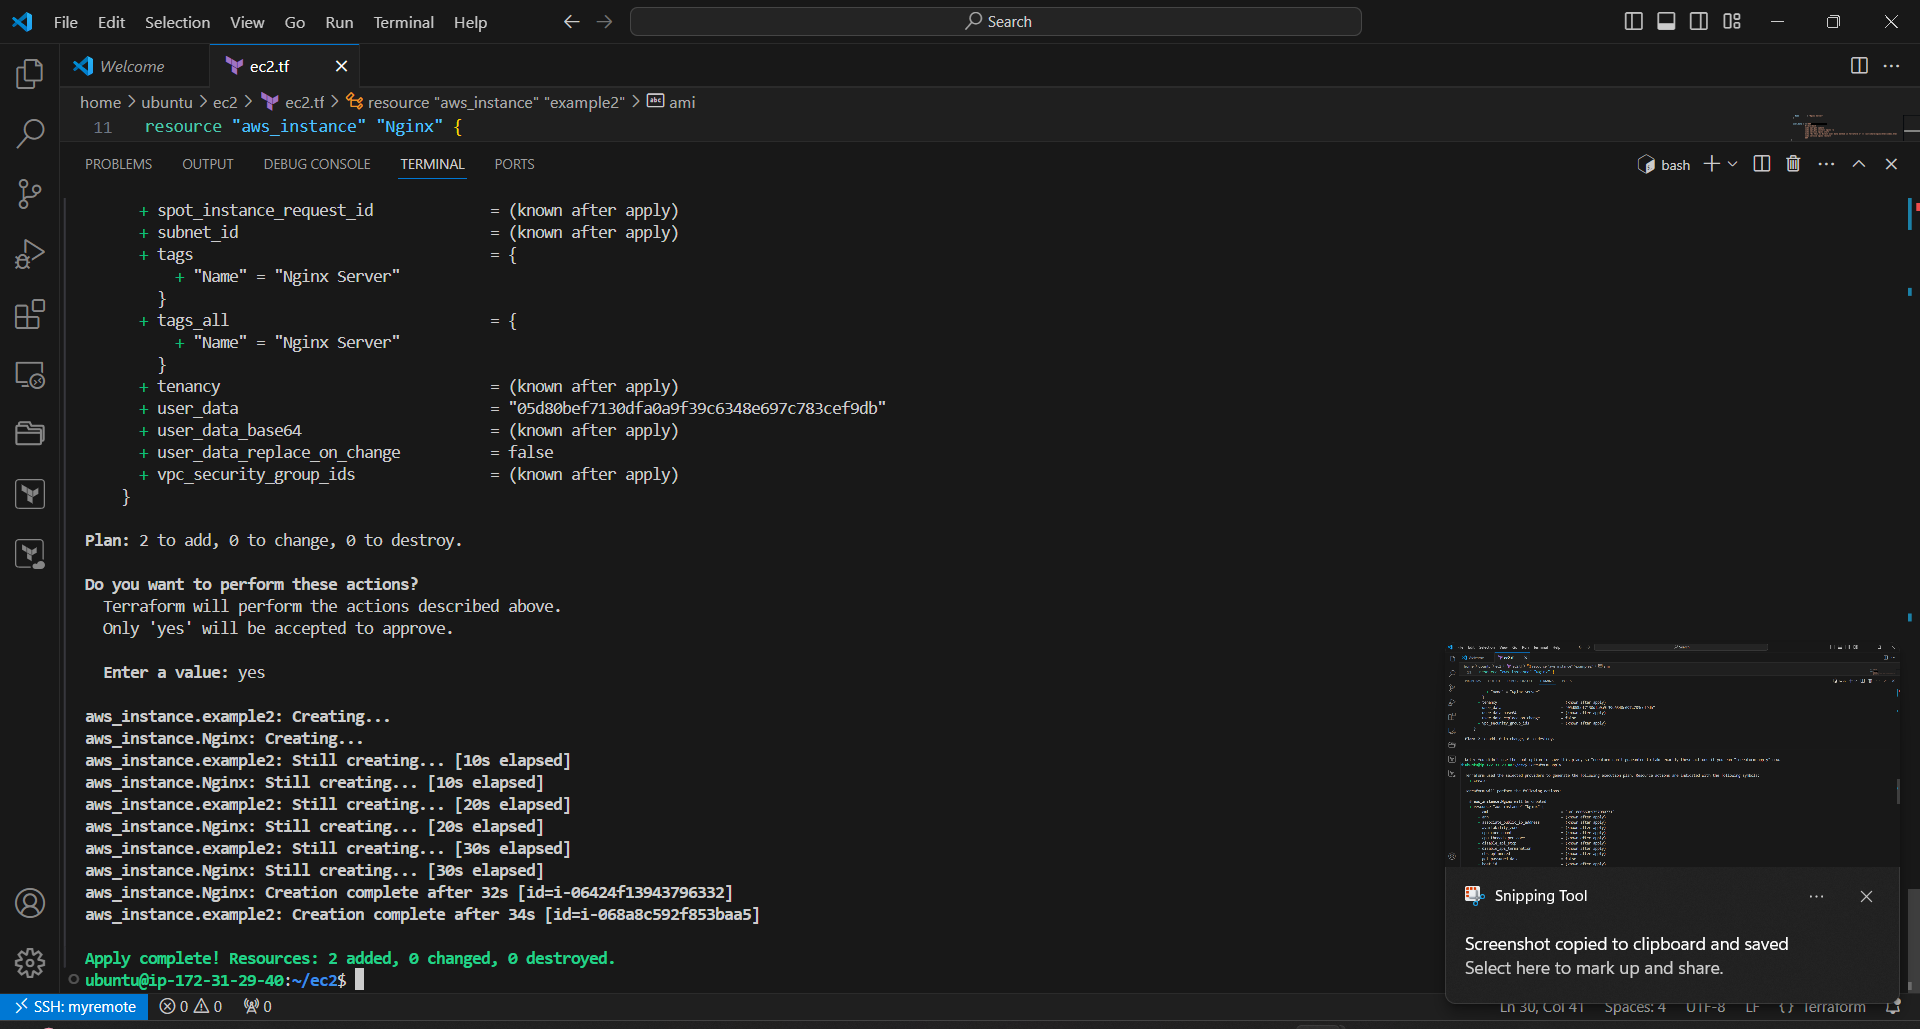 File Edit Selection View Go Run Terminal Help
Search
Welcome
ec2.tf
home > ubuntu > ec2 > ec2.tf > resource "aws_instance" "example2" > ami
11 resource "aws_instance" "Nginx" {
PROBLEMS OUTPUT DEBUG CONSOLE TERMINAL PORTS
bash
+ spot_instance_request_id = (known after apply)
+ subnet_id = (known after apply)
+ tags = {
+ "Name" = "Nginx Server"
}
+ tags_all = {
+ "Name" = "Nginx Server"
}
+ tenancy = (known after apply)
+ user_data = "05d80bef7130dfa0a9f39c6348e697c783cef9db"
+ user_data_base64 = (known after apply)
+ user_data_replace_on_change = false
+ vpc_security_group_ids = (known after apply)
}
Plan: 2 to add, 0 to change, 0 to destroy.
Do you want to perform these actions?
Terraform will perform the actions described above.
Only 'yes' will be accepted to approve.
Enter a value: yes
aws_instance.example2: Creating...
aws_instance.Nginx: Creating...
aws_instance.example2: Still creating... [10s elapsed]
aws_instance.Nginx: Still creating... [10s elapsed]
aws_instance.example2: Still creating... [20s elapsed]
aws_instance.Nginx: Still creating... [20s elapsed]
aws_instance.example2: Still creating... [30s elapsed]
aws_instance.Nginx: Still creating... [30s elapsed]
aws_instance.Nginx: Creation complete after 32s [id=i-06424f13943796332]
aws_instance.example2: Creation complete after 34s [id=i-068a8c592f853baa5]
Apply complete! Resources: 2 added, 0 changed, 0 destroyed.
ubuntu@ip-172-31-29-40:~/ec2$
Snipping Tool
Screenshot copied to clipboard and saved
Select here to mark up and share.
SSH: myremote 0 0 0
Ln 30, Col 41 Spaces: 4 UTF-8 LF {} Terraform